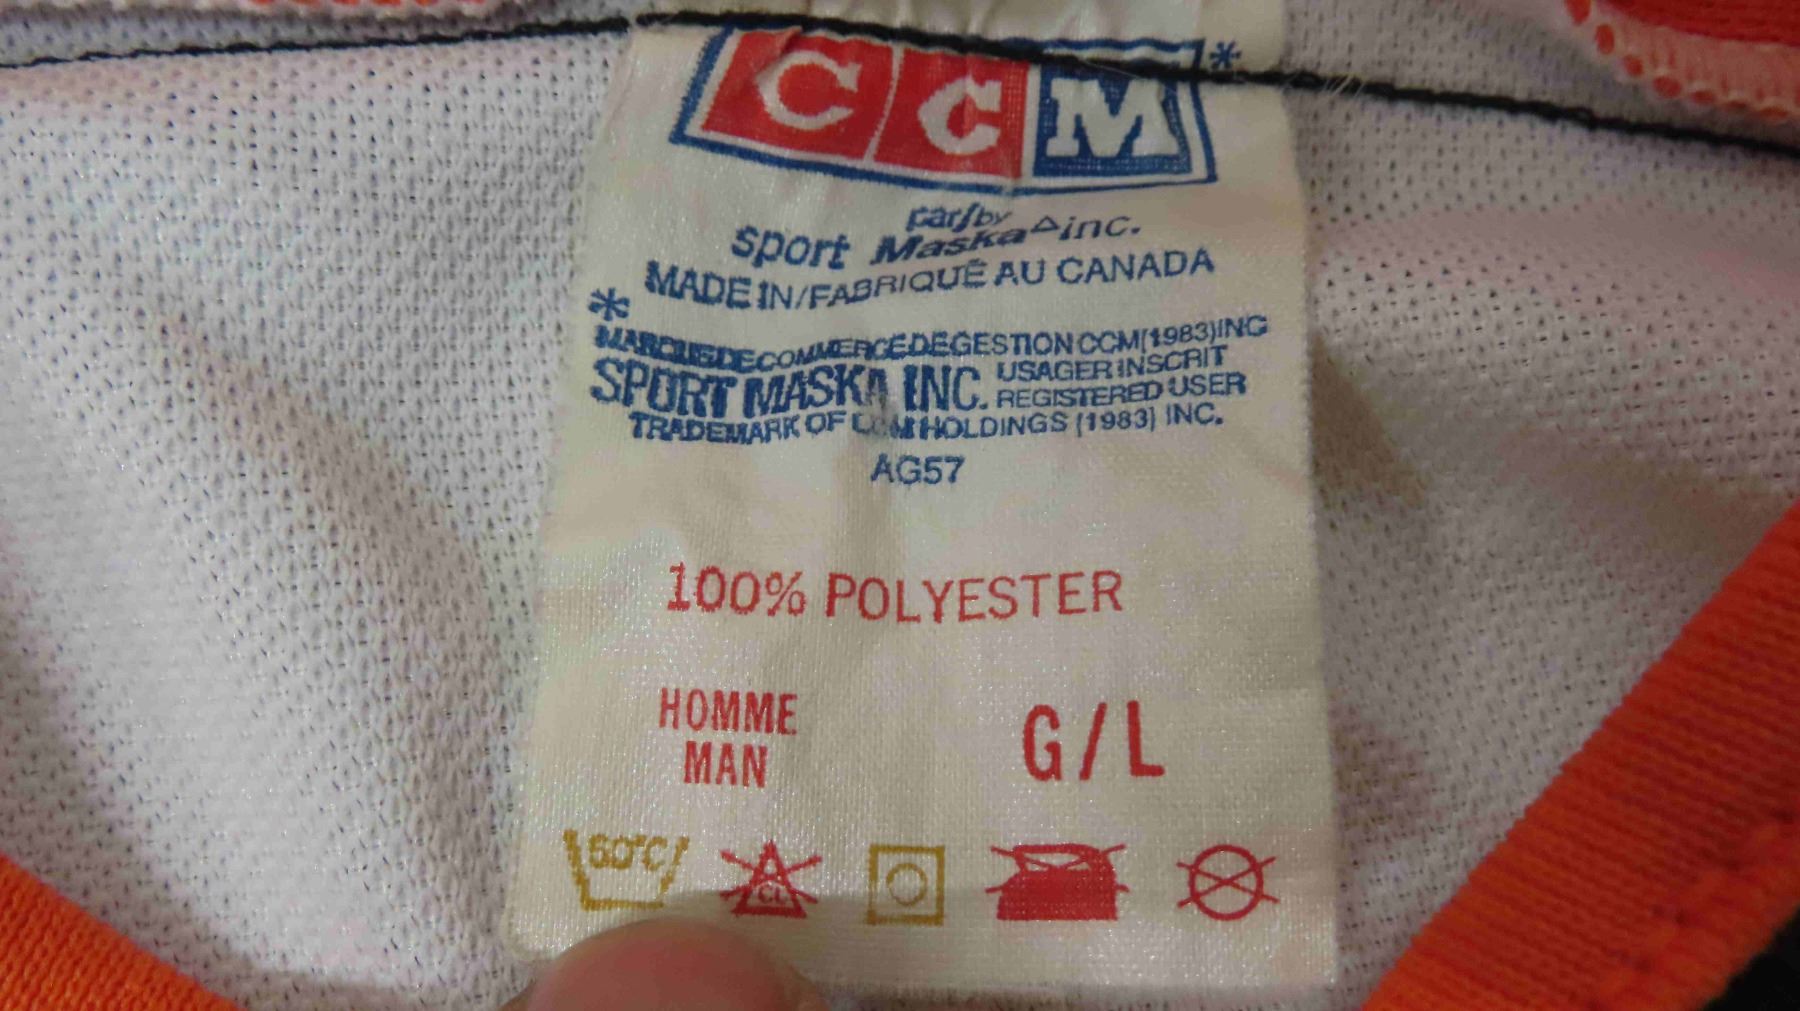 CCM*
par/by
sport Maska inc.
MADE IN/FABRIQUÉ AU CANADA
*
MARQUE DE COMMERCE DE GESTION CCM(1983)INC
SPORT MASKA INC. USAGER INSCRIT
REGISTERED USER
TRADEMARK OF CCM HOLDINGS (1983) INC.
AG57
100% POLYESTER
HOMME
MAN
G/L
CL